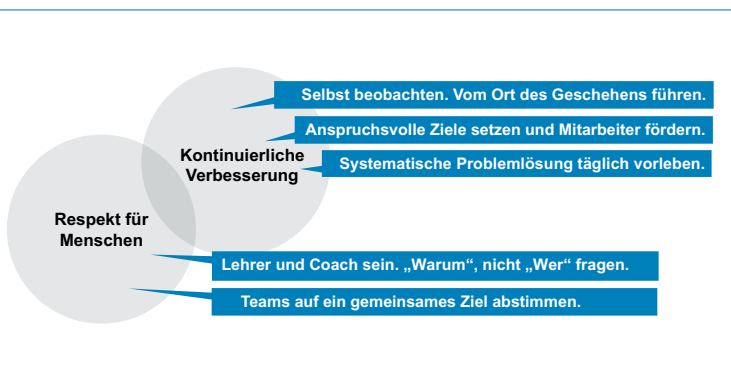 Selbst beobachten. Vom Ort des Geschehens führen.
Anspruchsvolle Ziele setzen und Mitarbeiter fördern.
Kontinuierliche
Verbesserung
Systematische Problemlösung täglich vorleben.
Respekt für
Menschen
Lehrer und Coach sein. „Warum“, nicht „Wer“ fragen.
Teams auf ein gemeinsames Ziel abstimmen.